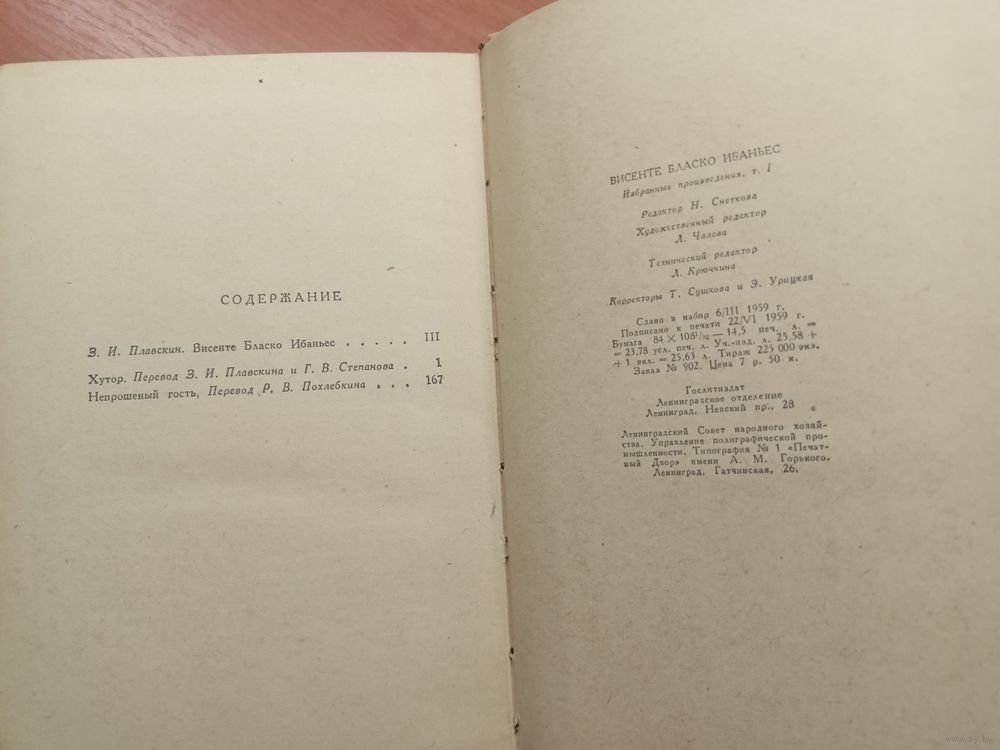 СОДЕРЖАНИЕ
З. И. Плавскин. Висенте Бласко Ибаньес . . . . . III
Хутор. Перевод З. И. Плавскина и Г. В. Степанова . 1
Непрошеный гость, Перевод Р, В. Похлебкина . . . 167
ВИСЕНТЕ БЛАСКО ИБАНЬЕС
Избранные произведения, т. I
Редактор Н. Снеткова
Художественный редактор
Л. Чалова
Технический редактор
Л. Крючкина
Корректоры Т. Сушкова и Э. Урицкая
Сдано в набор 6/III 1959 г.
Подписано к печати 22/VI 1959 г.
Бумага 84 × 108¹/₃₂ — 14,5 печ. л. =
= 23,78 усл. печ. л. Уч.-изд. л. 25,58 +
+ 1 вкл. = 25,63 л. Тираж 225 000 экз.
Заказ № 902. Цена 7 р. 50 к.
Гослитиздат
Ленинградское отделение
Ленинград, Невский пр., 28
Ленинградский Совет народного хозяй-
ства. Управление полиграфической про-
мышленности. Типография № 1 «Печат-
ный Двор» имени А. М. Горького.
Ленинград, Гатчинская, 26.
www.ay.by